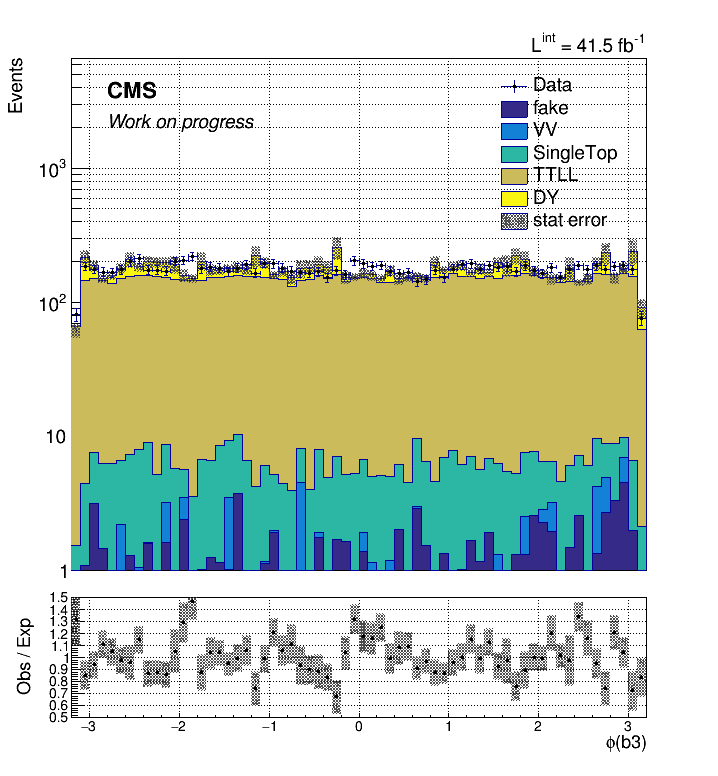 L^int = 41.5 fb^-1
Events
CMS
Work on progress
Data
fake
VV
SingleTop
TTLL
DY
stat error
10^3
10^2
10
1
Obs / Exp
1.5
1.4
1.3
1.2
1.1
1
0.9
0.8
0.7
0.6
0.5
−3 −2 −1 0 1 2 3
φ(b3)